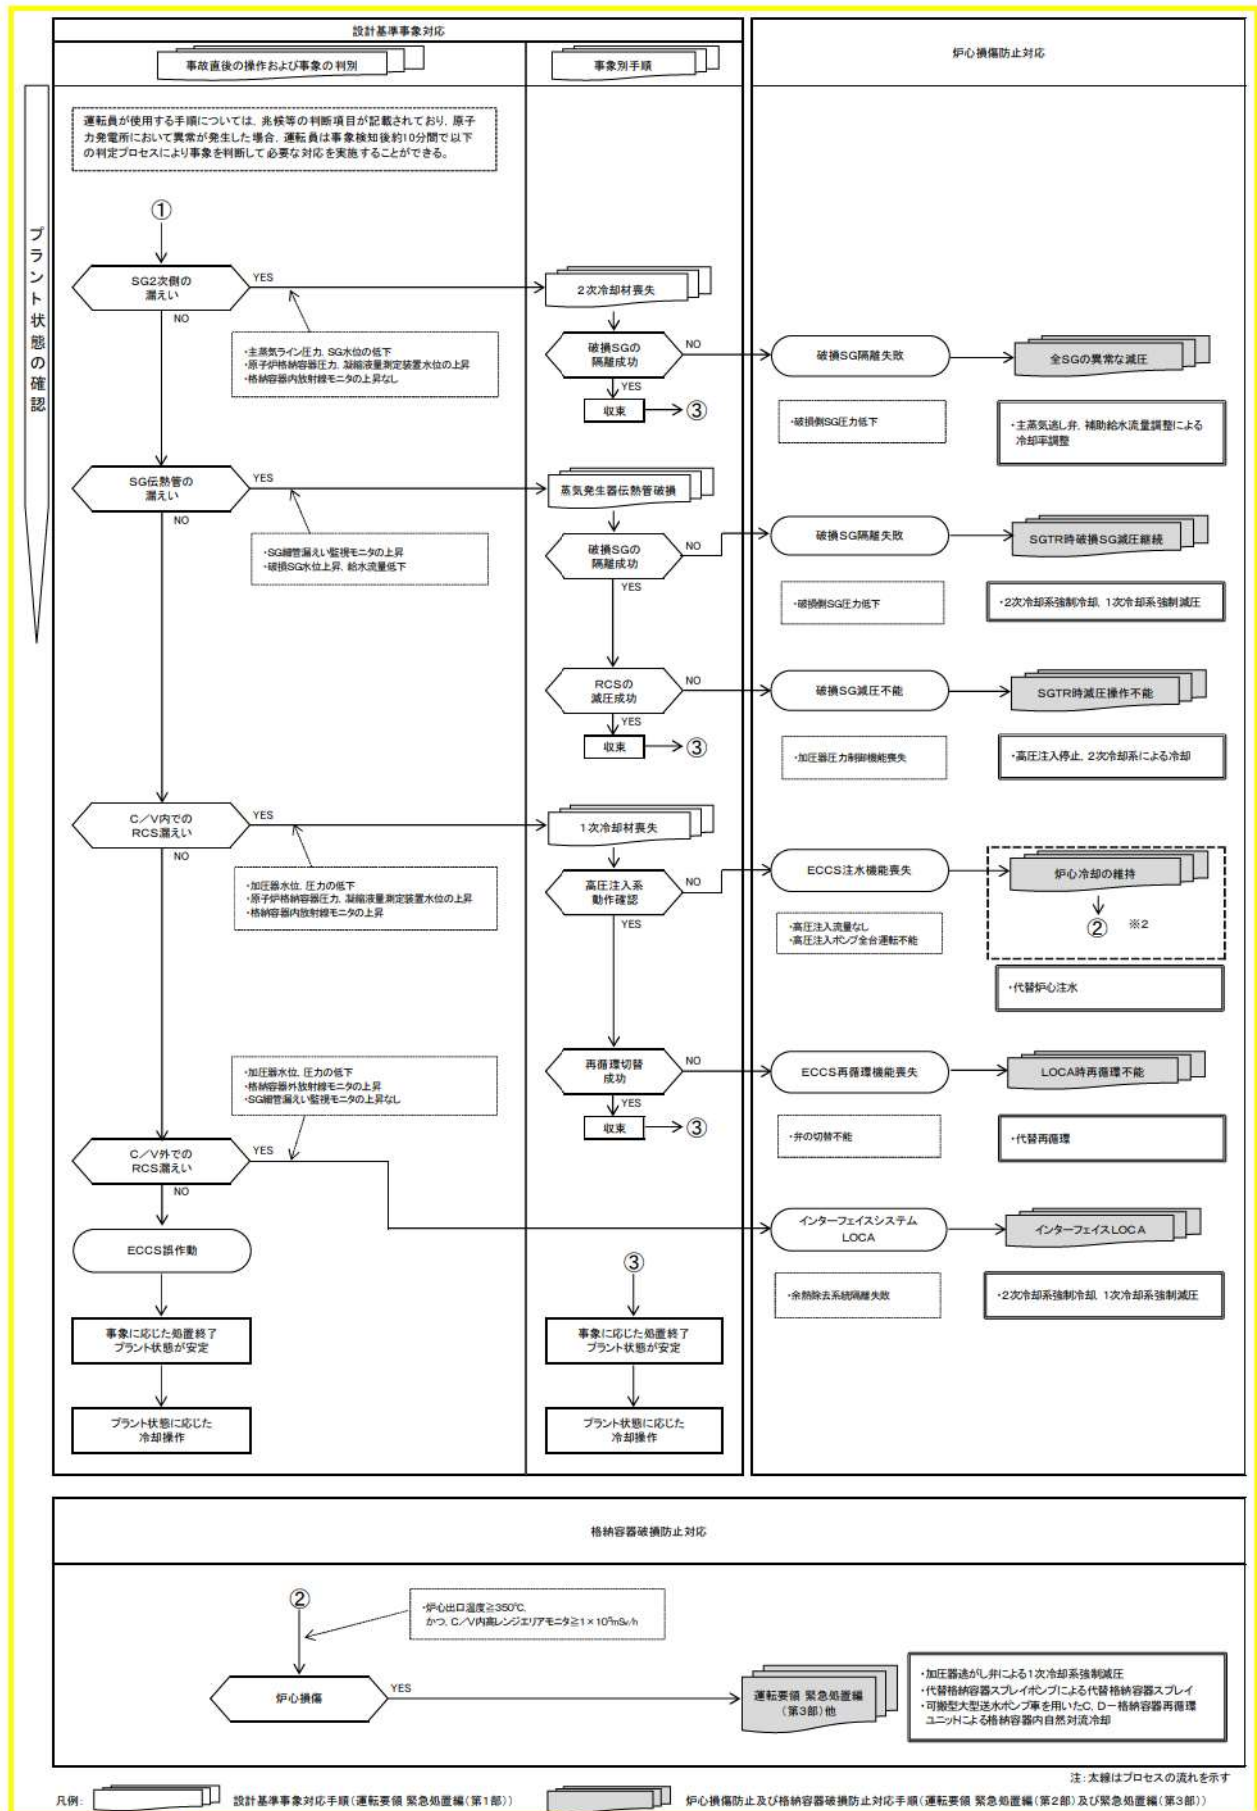 設計基準事象対応
事故直後の操作および事象の判別
事象別手順
炉心損傷防止対応
プラント状態の確認
運転員が使用する手順については，兆候等の判断項目が記載されており，原子
力発電所において異常が発生した場合，運転員は事象検知後約10分間で以下
の判定プロセスにより事象を判断して必要な対応を実施することができる。
①
SG2次側の
漏えい
YES
NO
・主蒸気ライン圧力，SG水位の低下
・原子炉格納容器圧力，凝縮液量測定装置水位の上昇
・格納容器内放射線モニタの上昇なし
2次冷却材喪失
破損SGの
隔離成功
NO
YES
収束
③
破損SG隔離失敗
全SGの異常な減圧
・破損側SG圧力低下
・主蒸気逃し弁，補助給水流量調整による
冷却率調整
SG伝熱管の
漏えい
YES
NO
・SG細管漏えい監視モニタの上昇
・破損SG水位上昇，給水流量低下
蒸気発生器伝熱管破損
破損SGの
隔離成功
NO
YES
破損SG隔離失敗
SGTR時破損SG減圧継続
・破損側SG圧力低下
・2次冷却系強制冷却，1次冷却系強制減圧
RCSの
減圧成功
NO
YES
収束
③
破損SG減圧不能
SGTR時減圧操作不能
・加圧器圧力制御機能喪失
・高圧注入停止，2次冷却系による冷却
C／V内での
RCS漏えい
YES
NO
・加圧器水位，圧力の低下
・原子炉格納容器圧力，凝縮液量測定装置水位の上昇
・格納容器内放射線モニタの上昇
1次冷却材喪失
高圧注入系
動作確認
NO
YES
ECCS注水機能喪失
炉心冷却の維持
② ※2
・高圧注入流量なし
・高圧注入ポンプ全台運転不能
・代替炉心注水
・加圧器水位，圧力の低下
・格納容器外放射線モニタの上昇
・SG細管漏えい監視モニタの上昇なし
再循環切替
成功
NO
YES
収束
③
ECCS再循環機能喪失
LOCA時再循環不能
・弁の切替不能
・代替再循環
C／V外での
RCS漏えい
YES
NO
インターフェイスシステム
LOCA
インターフェイスLOCA
・余熱除去系統隔離失敗
・2次冷却系強制冷却，1次冷却系強制減圧
ECCS誤作動
③
事象に応じた処置終了
プラント状態が安定
事象に応じた処置終了
プラント状態が安定
プラント状態に応じた
冷却操作
プラント状態に応じた
冷却操作
格納容器破損防止対応
②
・炉心出口温度≧350℃，
かつ，C／V内高レンジエリアモニタ≧1×10⁵mSv/h
炉心損傷
YES
運転要領 緊急処置編
（第3部）他
・加圧器逃がし弁による1次冷却系強制減圧
・代替格納容器スプレイポンプによる代替格納容器スプレイ
・可搬型大型送水ポンプ車を用いたC，D－格納容器再循環
ユニットによる格納容器内自然対流冷却
注：太線はプロセスの流れを示す
凡例：
設計基準事象対応手順（運転要領 緊急処置編（第1部））
炉心損傷防止及び格納容器破損防止対応手順（運転要領 緊急処置編（第2部）及び緊急処置編（第3部））